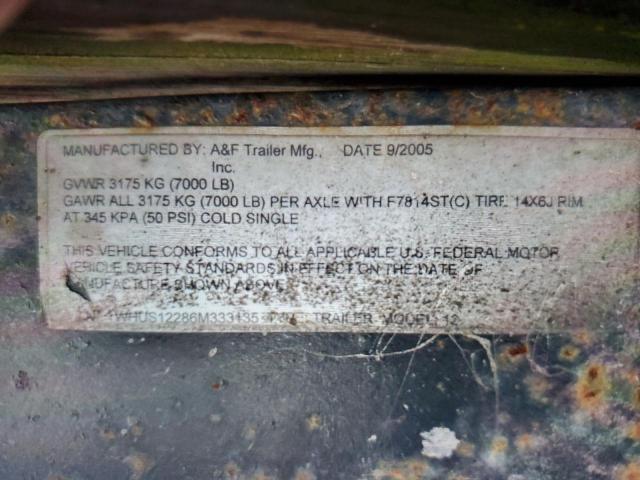 MANUFACTURED BY: A&F Trailer Mfg., DATE 9/2005
Inc.
GVWR 3175 KG (7000 LB)
GAWR ALL 3175 KG (7000 LB) PER AXLE WITH F7814ST(C) TIRE 14X6J RIM
AT 345 KPA (50 PSI) COLD SINGLE
THIS VEHICLE CONFORMS TO ALL APPLICABLE U.S. FEDERAL MOTOR
VEHICLE SAFETY STANDARDS IN EFFECT ON THE DATE OF
MANUFACTURE SHOWN ABOVE
TRAILER MODEL: